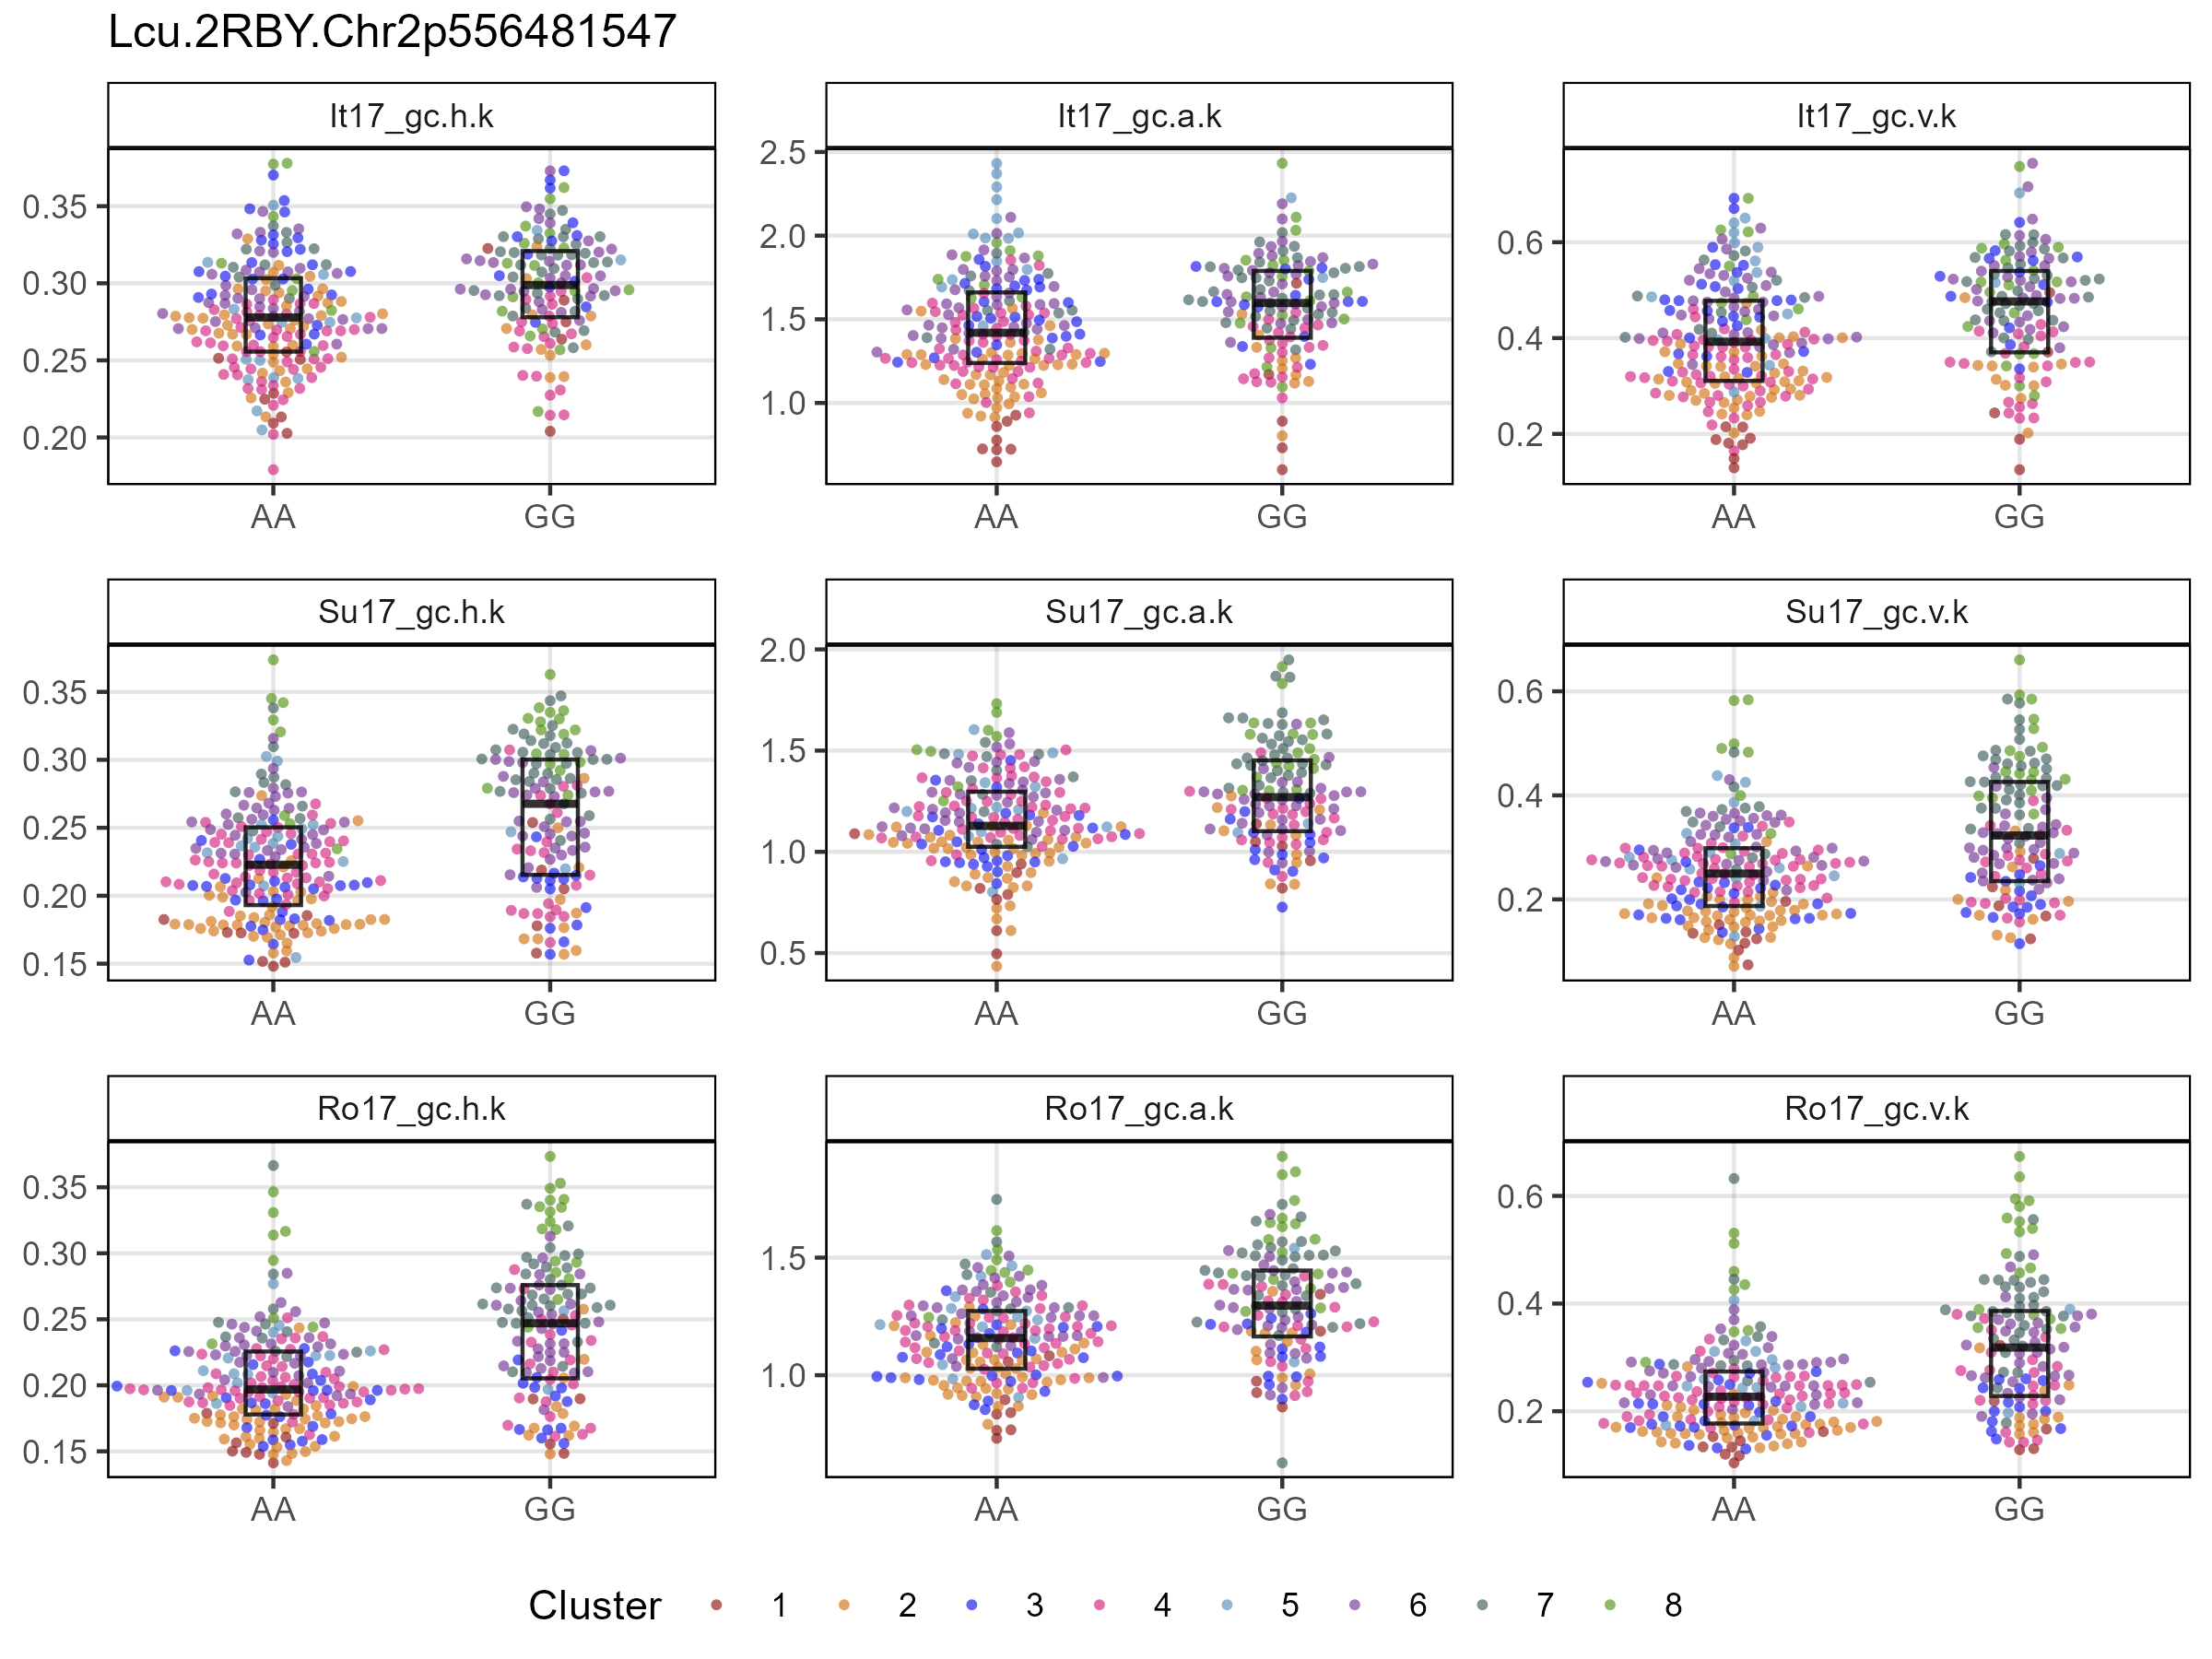 Lcu.2RBY.Chr2p556481547
It17_gc.h.k
It17_gc.a.k
It17_gc.v.k
0.35
0.30
0.25
0.20
AA
GG
2.5
2.0
1.5
1.0
AA
GG
0.6
0.4
0.2
AA
GG
Su17_gc.h.k
Su17_gc.a.k
Su17_gc.v.k
0.35
0.30
0.25
0.20
0.15
AA
GG
2.0
1.5
1.0
0.5
AA
GG
0.6
0.4
0.2
AA
GG
Ro17_gc.h.k
Ro17_gc.a.k
Ro17_gc.v.k
0.35
0.30
0.25
0.20
0.15
AA
GG
1.5
1.0
AA
GG
0.6
0.4
0.2
AA
GG
Cluster 1 2 3 4 5 6 7 8